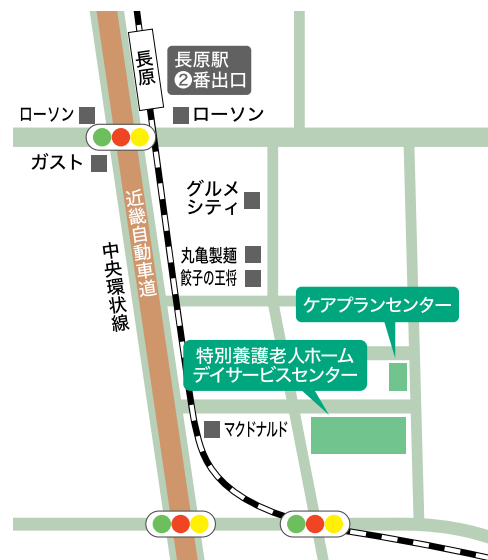 長原
長原駅
❷番出口
ローソン
ローソン
ガスト
近畿自動車道
中央環状線
グルメ
シティ
丸亀製麺
餃子の王将
ケアプランセンター
特別養護老人ホーム
デイサービスセンター
マクドナルド